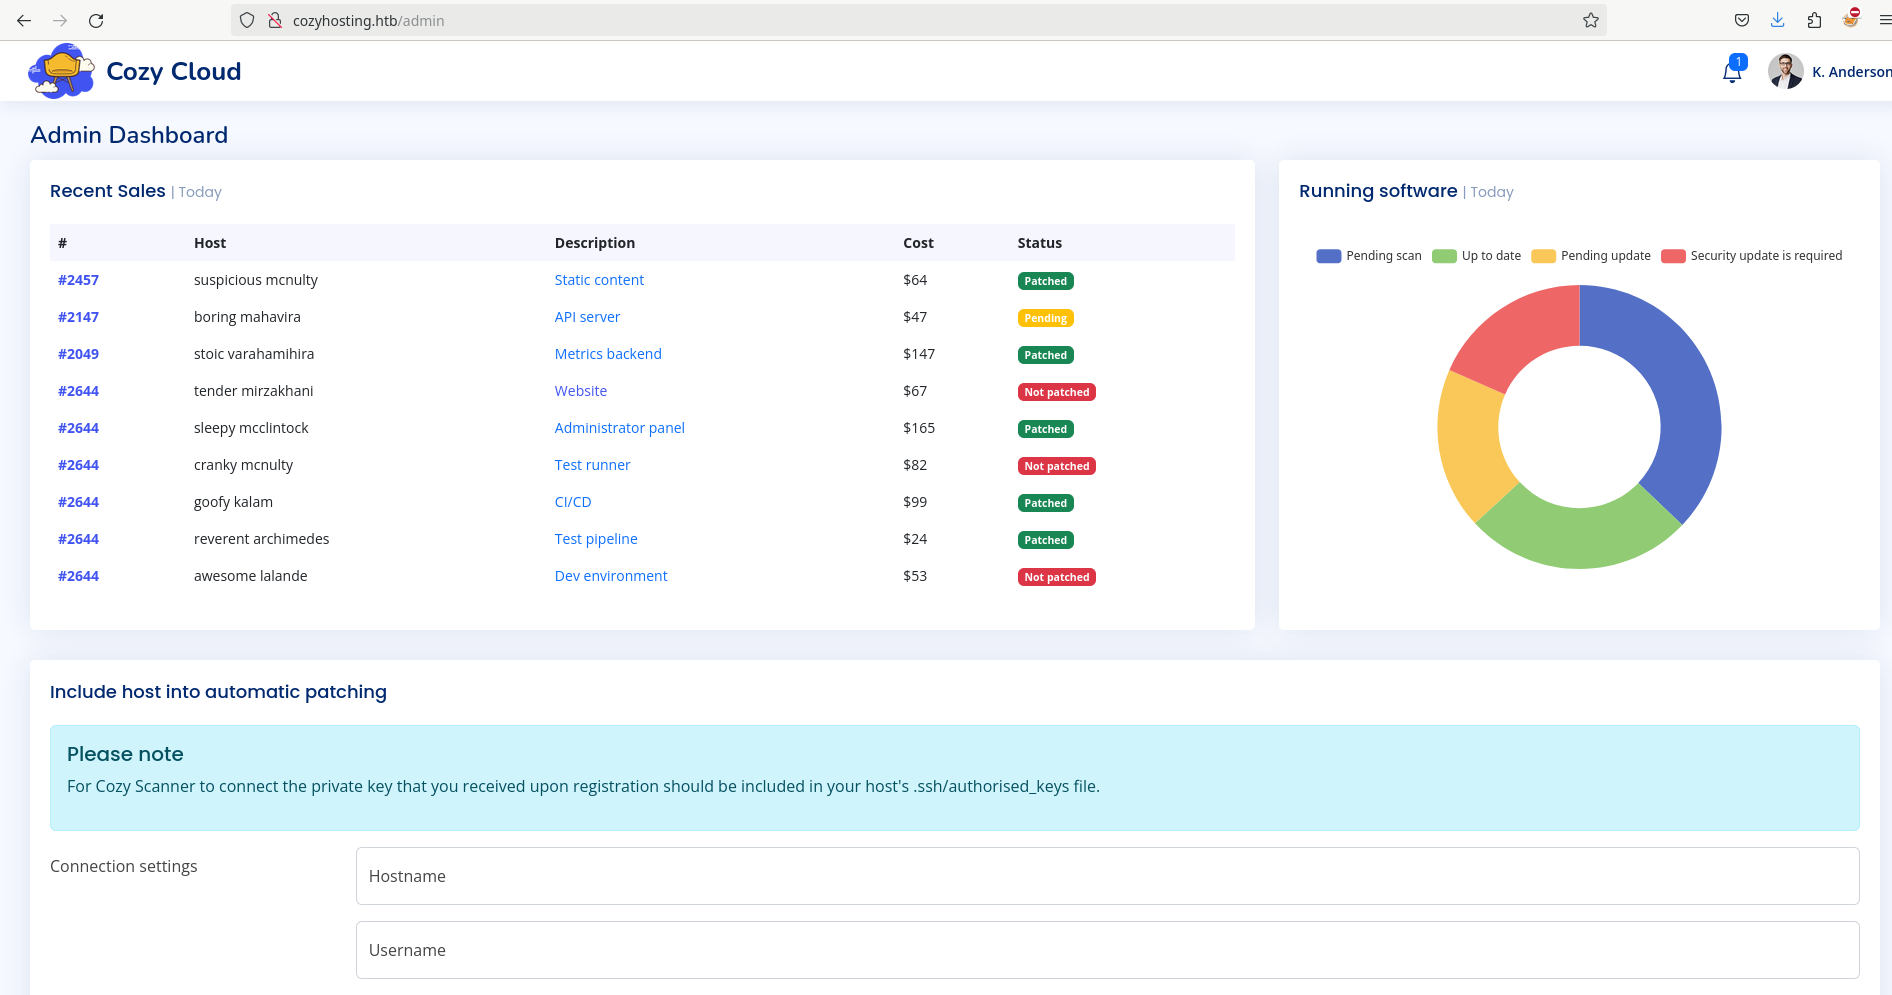 cozyhosting.htb/admin
Cozy Cloud
1
K. Anderson
Admin Dashboard
Recent Sales | Today
# Host Description Cost Status
#2457 suspicious mcnulty Static content $64 Patched
#2147 boring mahavira API server $47 Pending
#2049 stoic varahamihira Metrics backend $147 Patched
#2644 tender mirzakhani Website $67 Not patched
#2644 sleepy mcclintock Administrator panel $165 Patched
#2644 cranky mcnulty Test runner $82 Not patched
#2644 goofy kalam CI/CD $99 Patched
#2644 reverent archimedes Test pipeline $24 Patched
#2644 awesome lalande Dev environment $53 Not patched
Running software | Today
Pending scan Up to date Pending update Security update is required
Include host into automatic patching
Please note
For Cozy Scanner to connect the private key that you received upon registration should be included in your host's .ssh/authorised_keys file.
Connection settings
Hostname
Username